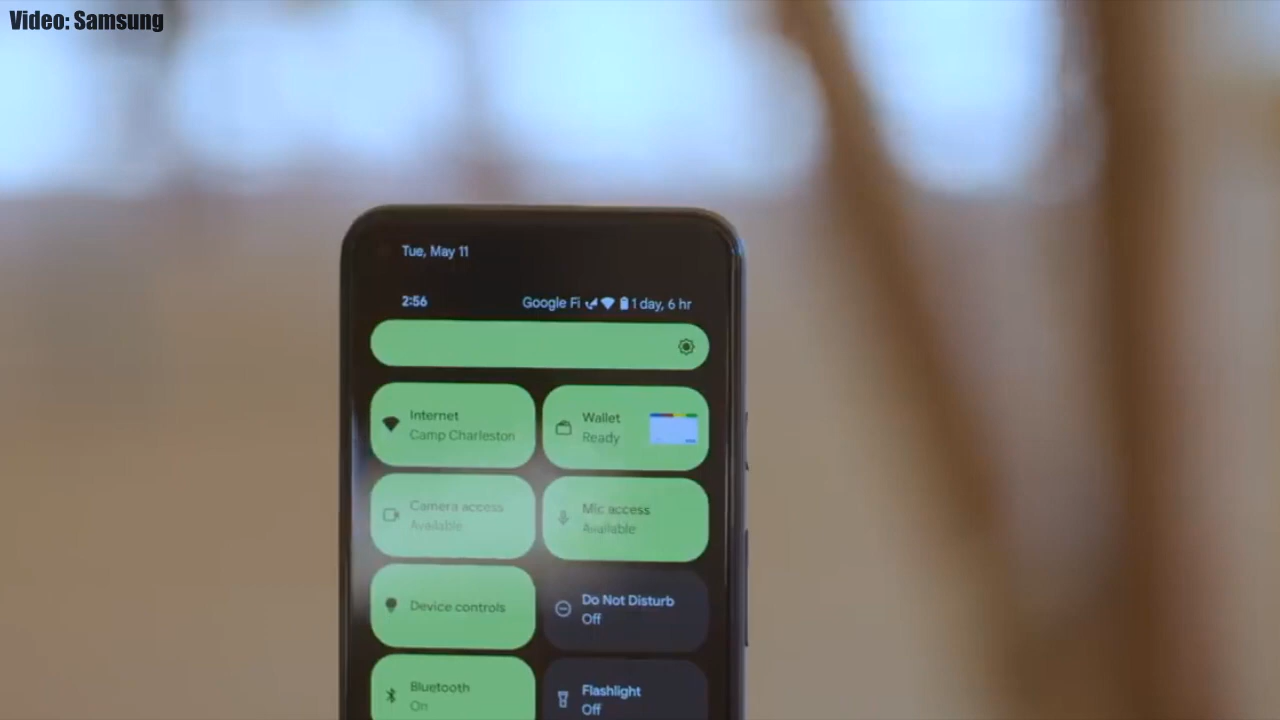 Video: Samsung
Tue, May 11
2:56
Google Fi 1 day, 6 hr
Internet
Camp Charleston
Wallet
Ready
Camera access
Available
Mic access
Available
Device controls
Do Not Disturb
Off
Bluetooth
On
Flashlight
Off